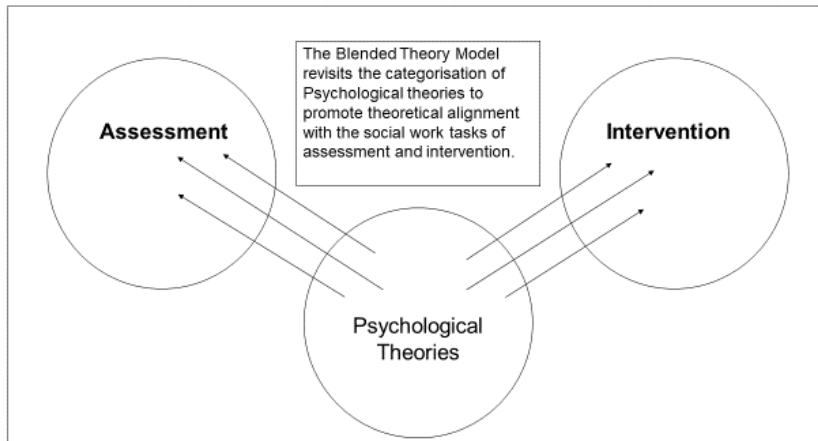 The Blended Theory Model
revisits the categorisation of
Psychological theories to
promote theoretical alignment
with the social work tasks of
assessment and intervention.
Assessment
Intervention
Psychological
Theories